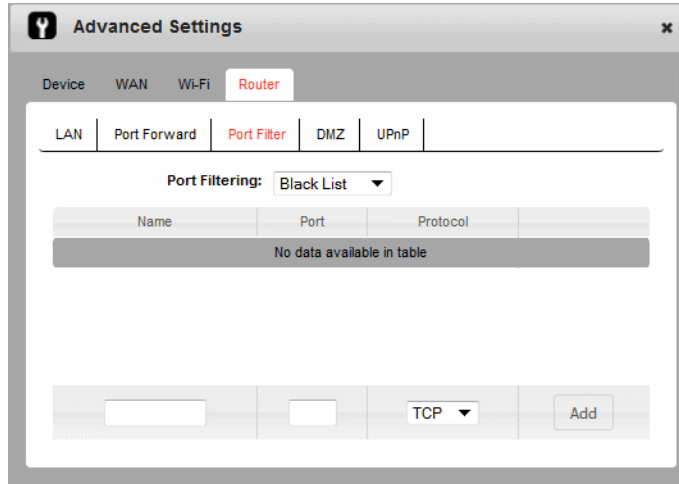 Advanced Settings
Device WAN Wi-Fi Router
LAN Port Forward Port Filter DMZ UPnP
Port Filtering: Black List
Name Port Protocol
No data available in table
TCP Add